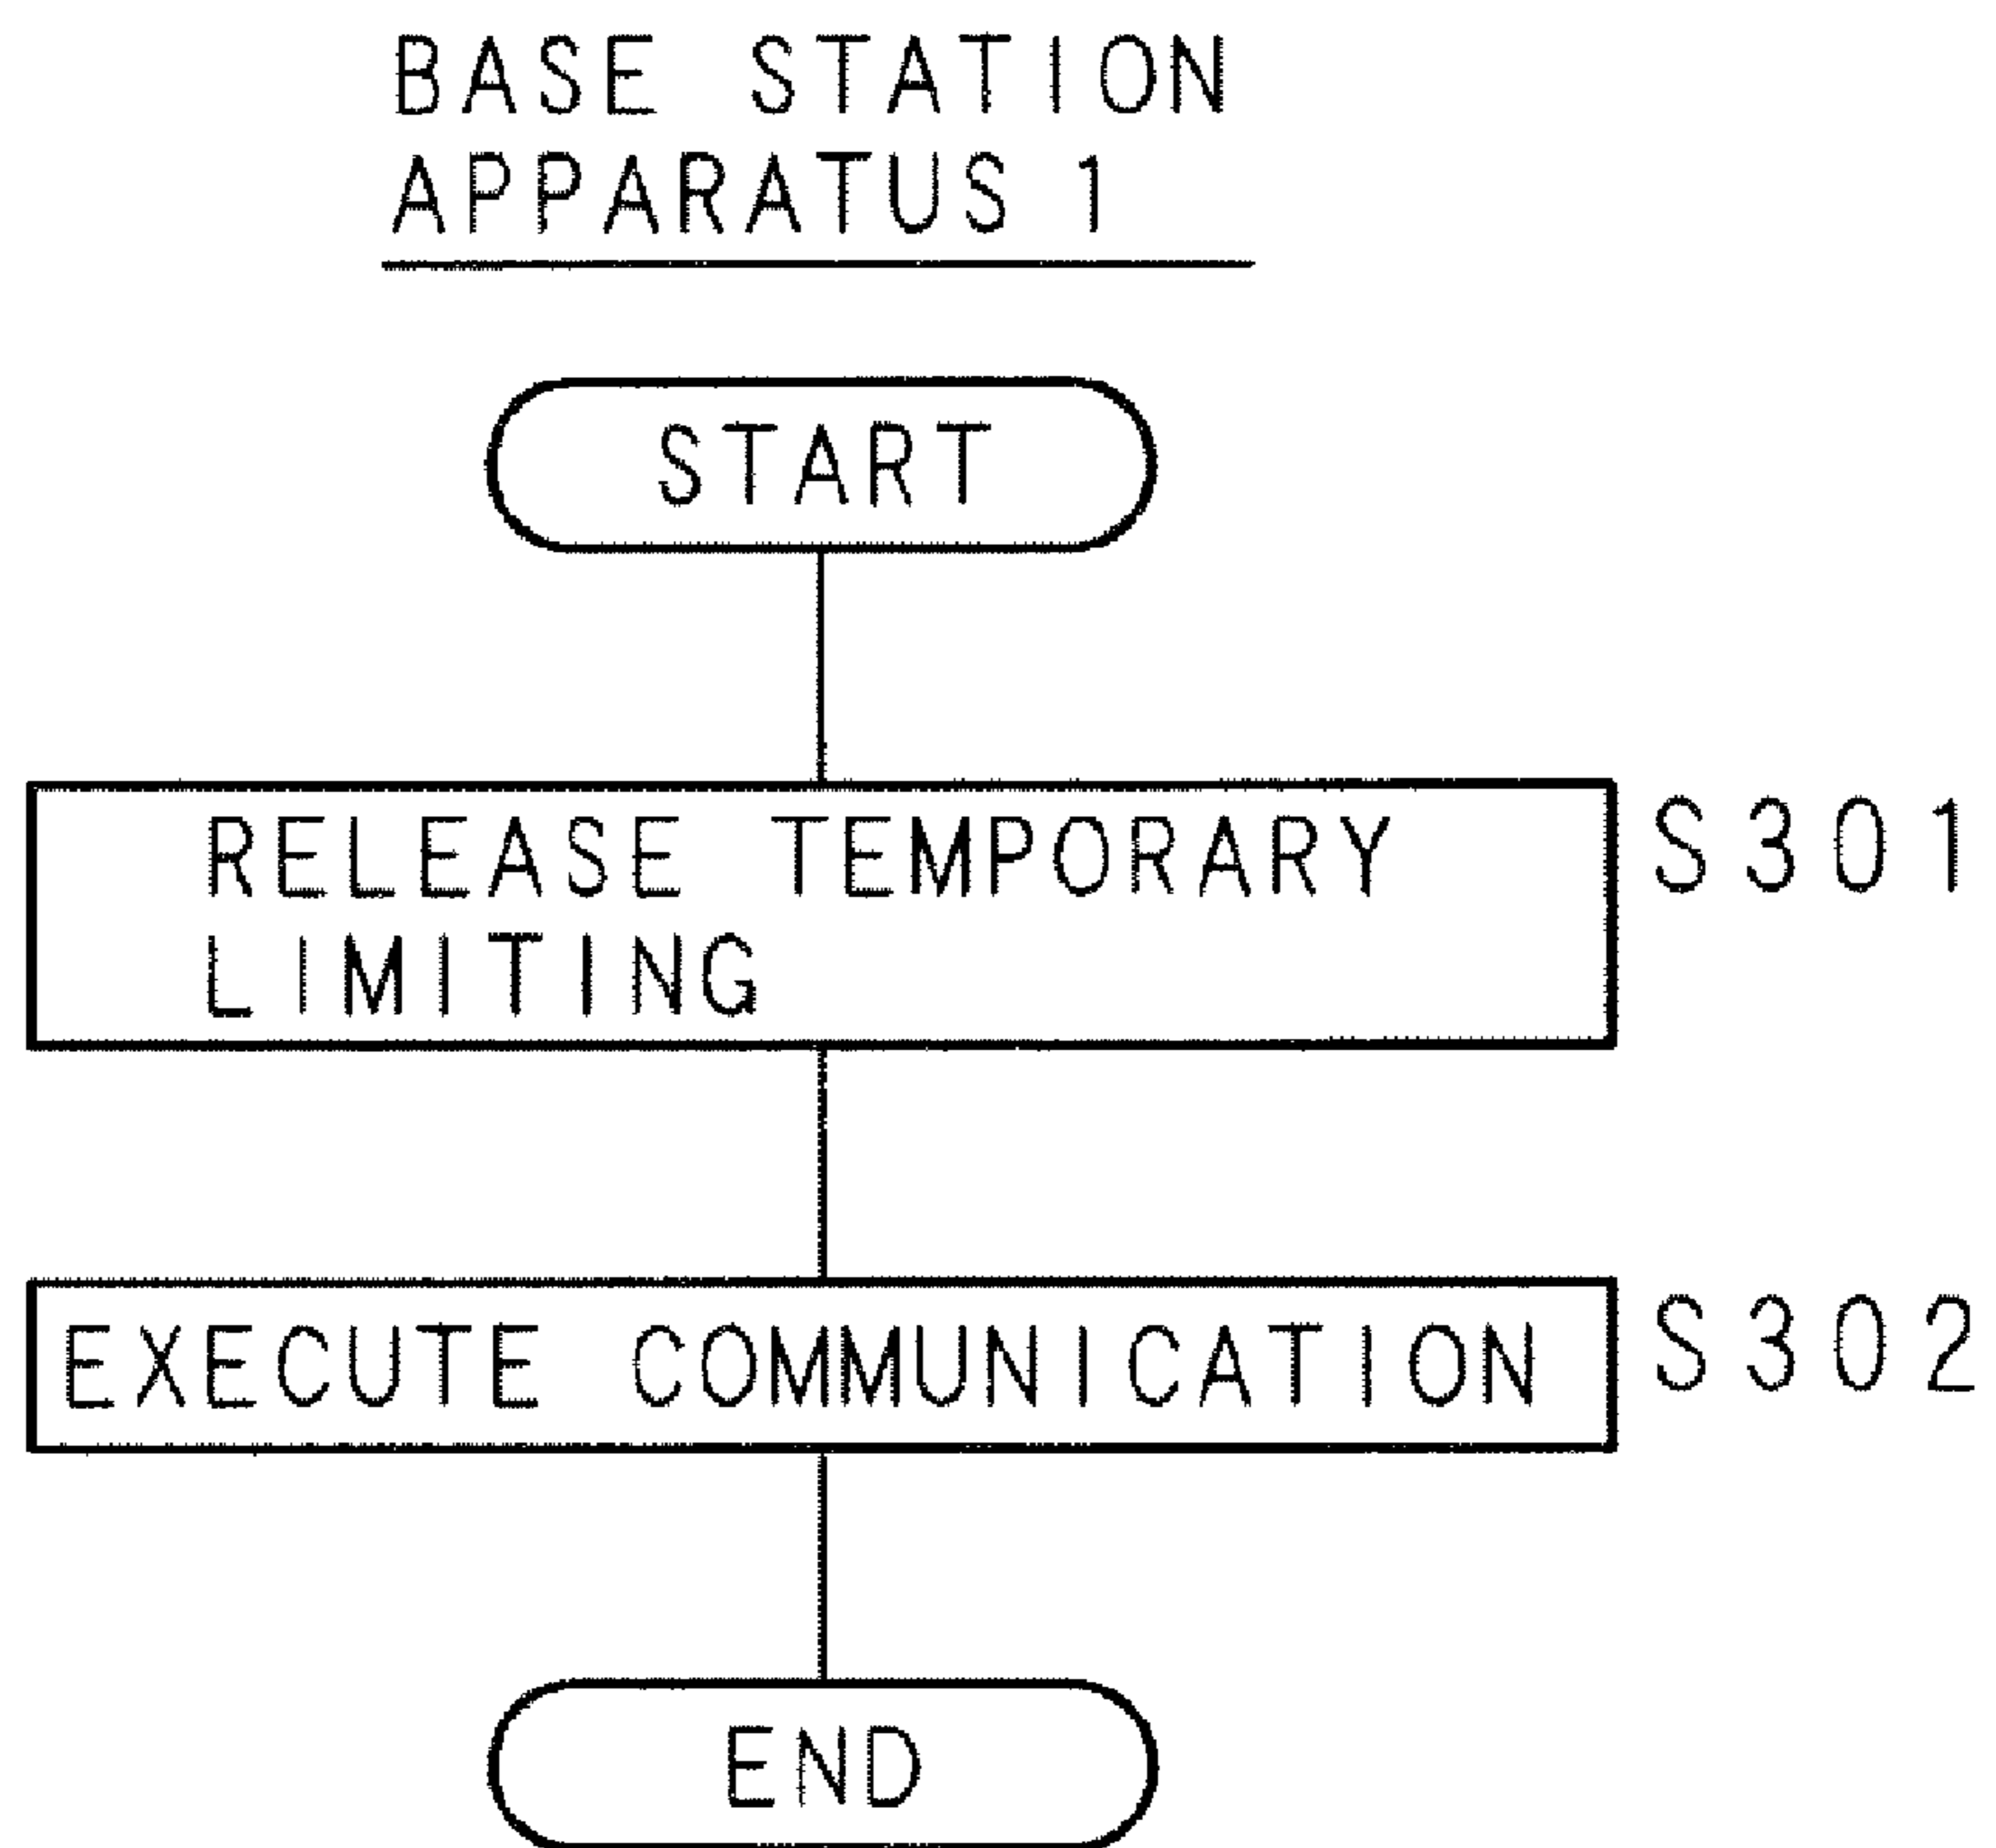 BASE STATION
APPARATUS 1
START
RELEASE TEMPORARY
LIMITING
S301
EXECUTE COMMUNICATION
S302
END